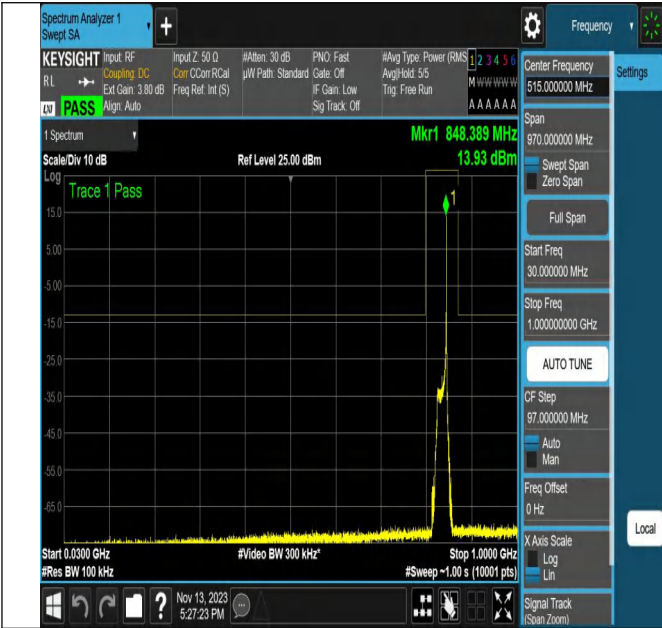 Spectrum Analyzer 1
Swept SA
+
Frequency
KEYSIGHT
RL
LXI
PASS
Input: RF
Coupling: DC
Ext Gain: 3.80 dB
Align: Auto
Input Z: 50 Ω
Corr CCorr RCal
Freq Ref: Int (S)
#Atten: 30 dB
µW Path: Standard
PNO: Fast
Gate: Off
IF Gain: Low
Sig Track: Off
#Avg Type: Power (RMS
Avg|Hold: 5/5
Trig: Free Run
1 2 3 4 5 6
M W W W W W
A A A A A A
1 Spectrum
Scale/Div 10 dB
Ref Level 25.00 dBm
Mkr1 848.389 MHz
13.93 dBm
Log
Trace 1 Pass
1
15.0
5.00
-5.00
-15.0
-25.0
-35.0
-45.0
-55.0
-65.0
Start 0.0300 GHz
#Video BW 300 kHz*
Stop 1.0000 GHz
#Res BW 100 kHz
#Sweep ~1.00 s (10001 pts)
Center Frequency
515.000000 MHz
Settings
Span
970.000000 MHz
Swept Span
Zero Span
Full Span
Start Freq
30.000000 MHz
Stop Freq
1.000000000 GHz
AUTO TUNE
CF Step
97.000000 MHz
Auto
Man
Freq Offset
0 Hz
X Axis Scale
Log
Lin
Local
Signal Track
(Span Zoom)
?
Nov 13, 2023
5:27:23 PM